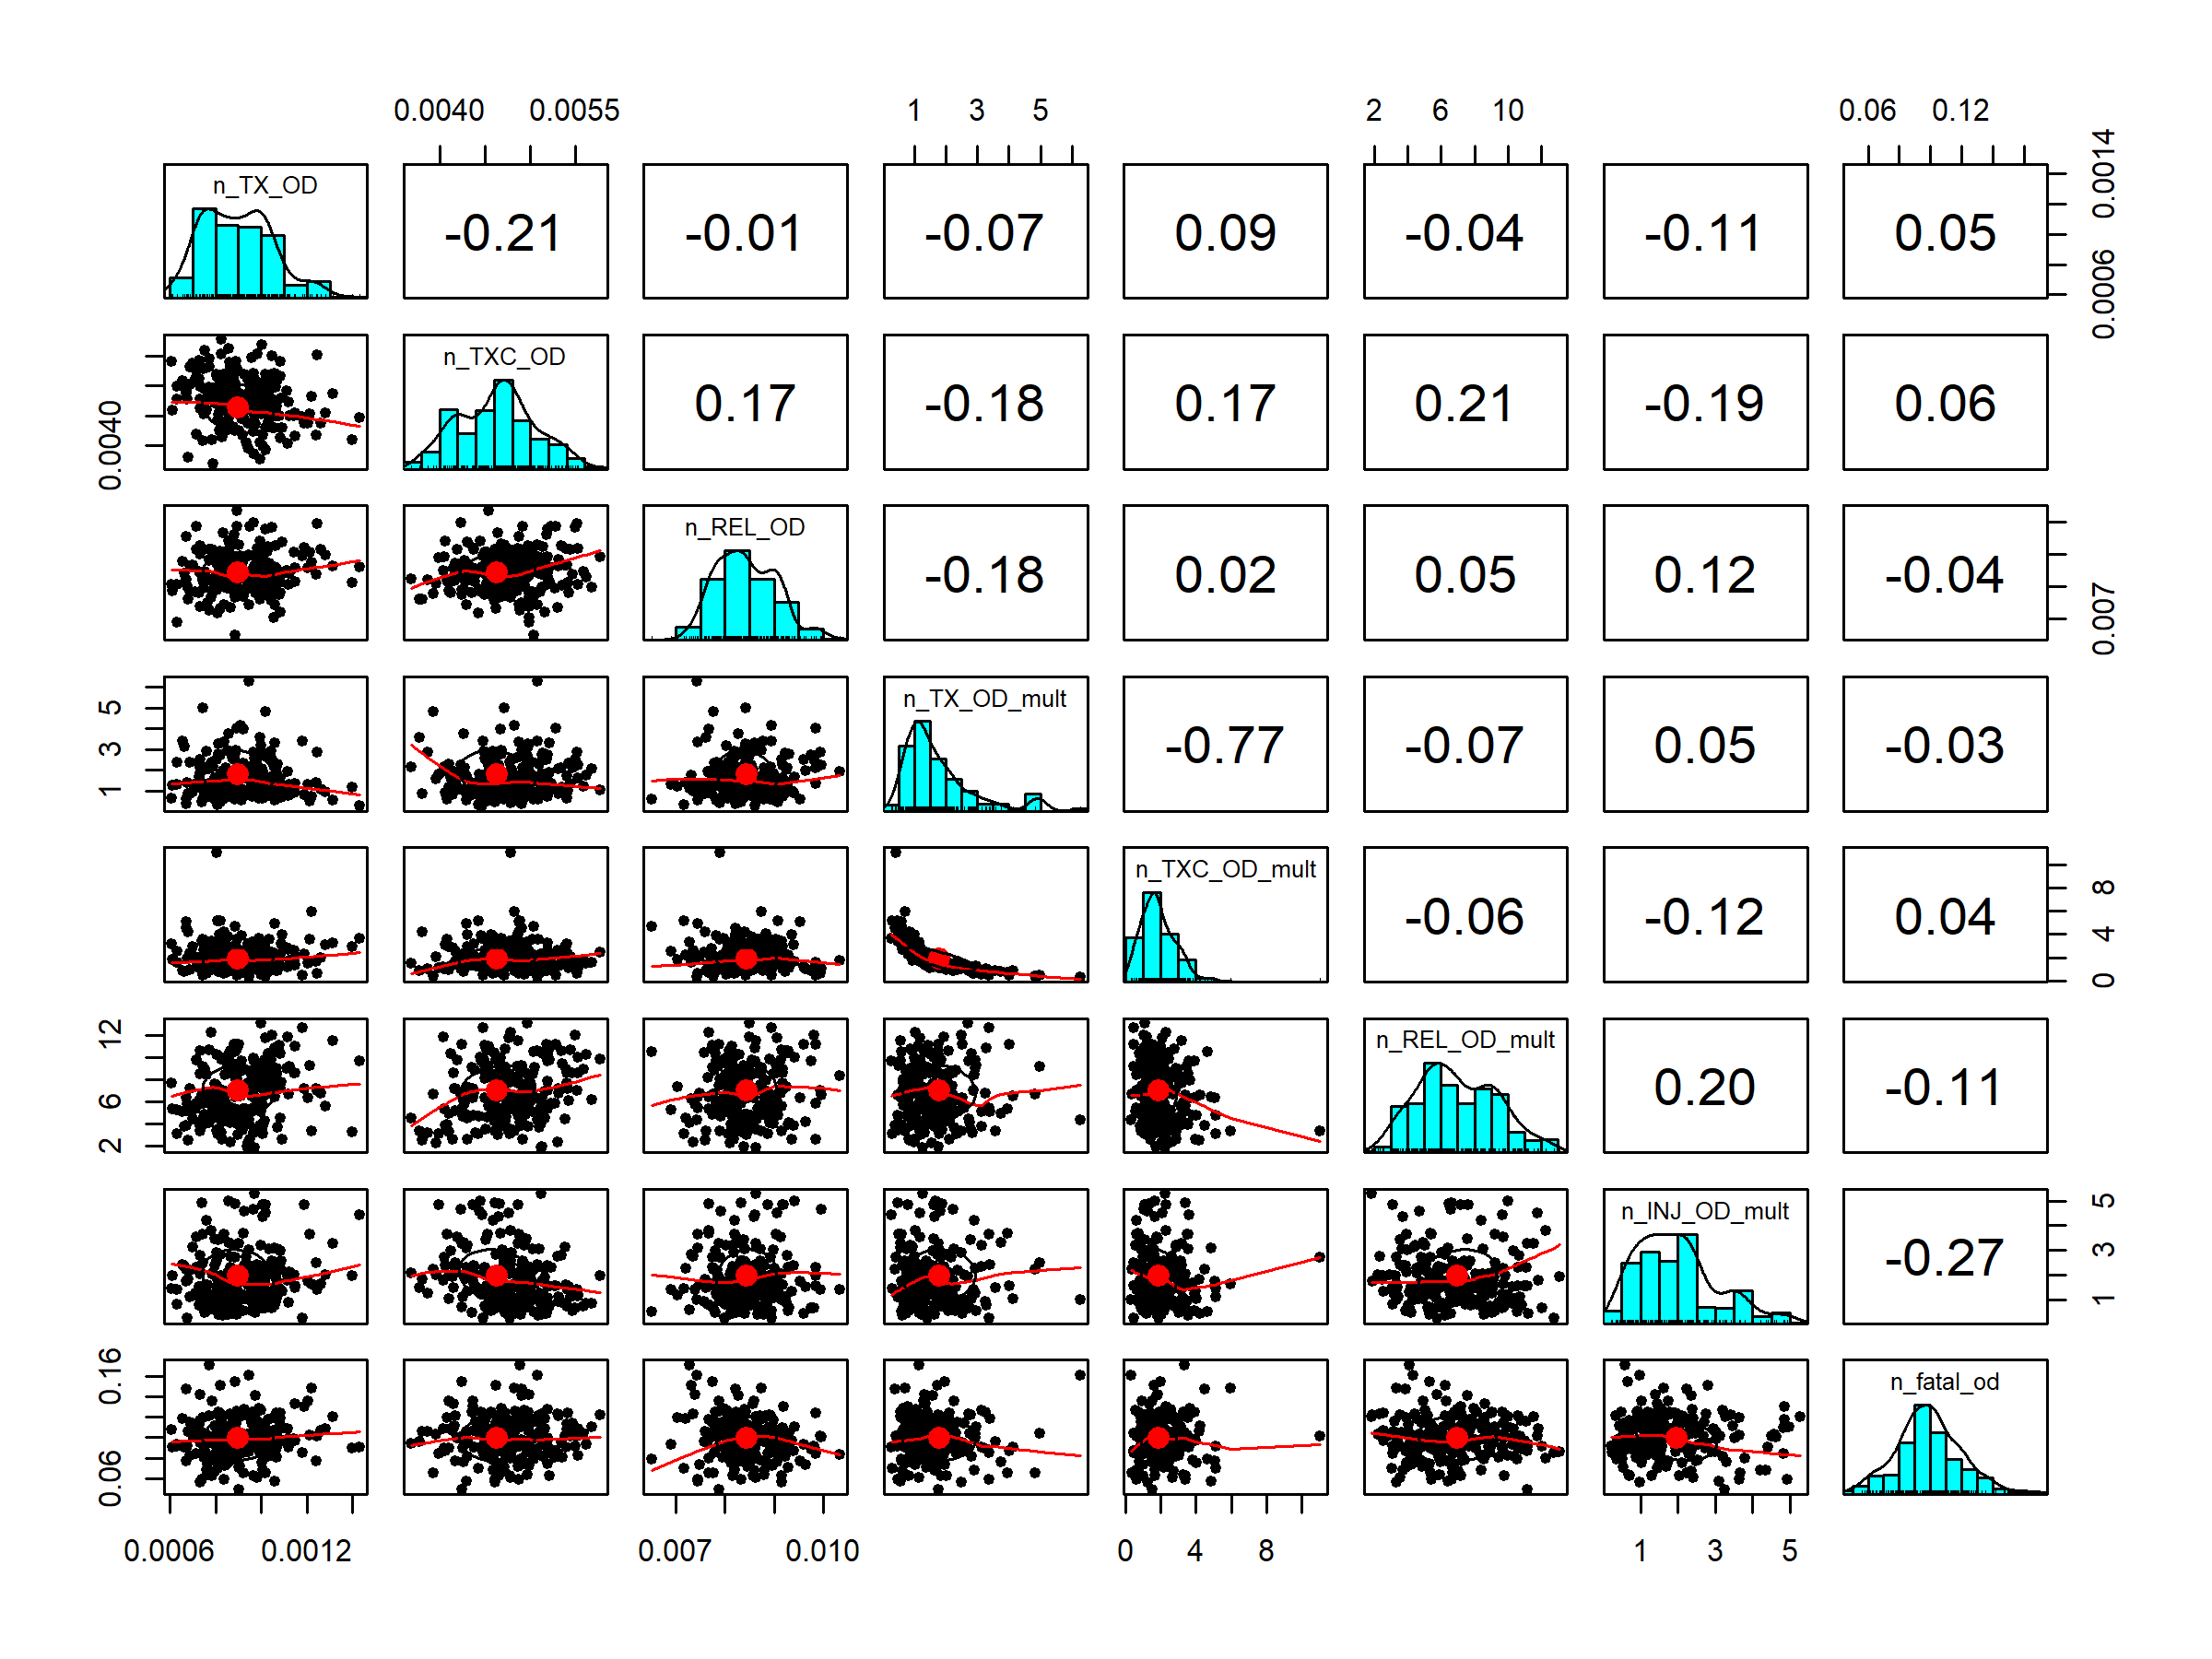 0.0040 0.0055 1 3 5 2 6 10 0.06 0.12
n_TX_OD -0.21 -0.01 -0.07 0.09 -0.04 -0.11 0.05 0.0006 0.0014
0.0040 n_TXC_OD 0.17 -0.18 0.17 0.21 -0.19 0.06
n_REL_OD -0.18 0.02 0.05 0.12 -0.04 0.007
1 3 5 n_TX_OD_mult -0.77 -0.07 0.05 -0.03
n_TXC_OD_mult -0.06 -0.12 0.04 0 4 8
2 6 12 n_REL_OD_mult 0.20 -0.11
n_INJ_OD_mult -0.27 1 3 5
0.06 0.16 n_fatal_od
0.0006 0.0012 0.007 0.010 0 4 8 1 3 5